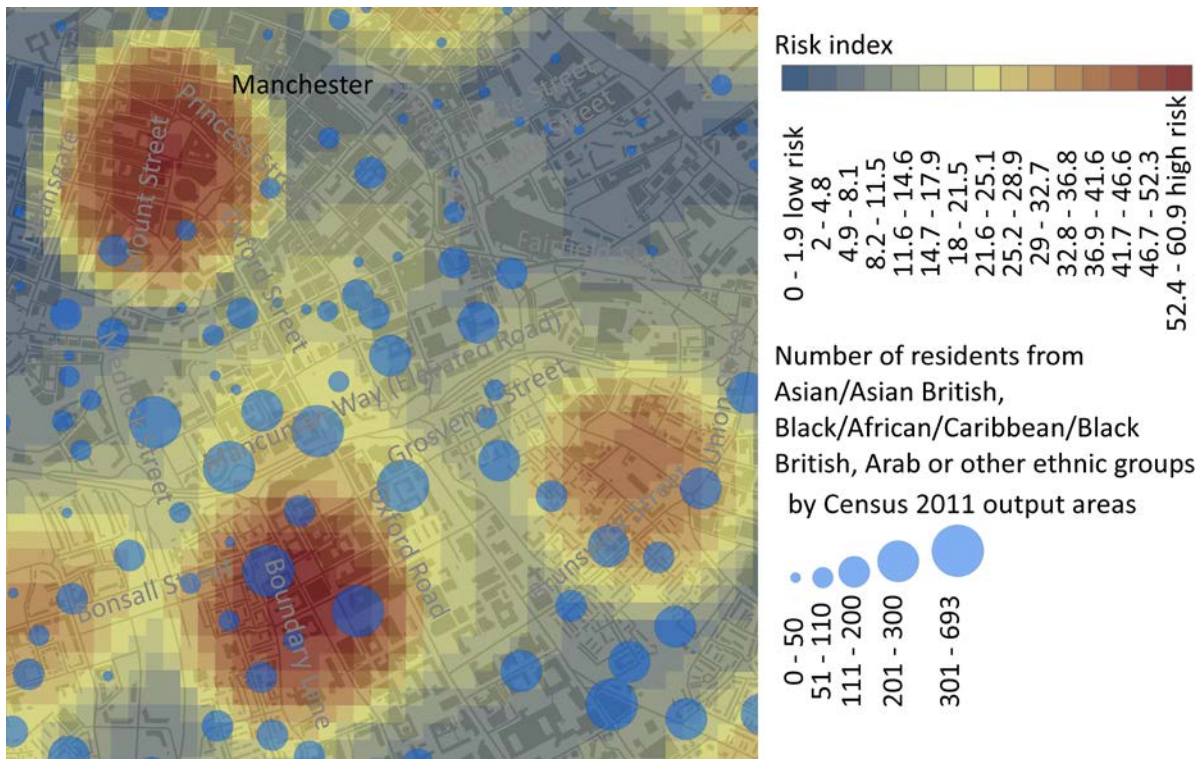 Manchester
Princess Str
Mount Street
Oxford Street
Mancunian Way (Elevated Road)
Grosvenor Street
Union Street
Oxford Road
Bonsall St
Boundary Lane
Risk index
0 - 1.9 low risk
2 - 4.8
4.9 - 8.1
8.2 - 11.5
11.6 - 14.6
14.7 - 17.9
18 - 21.5
21.6 - 25.1
25.2 - 28.9
29 - 32.7
32.8 - 36.8
36.9 - 41.6
41.7 - 46.6
46.7 - 52.3
52.4 - 60.9 high risk
Number of residents from
Asian/Asian British,
Black/African/Caribbean/Black
British, Arab or other ethnic groups
by Census 2011 output areas
0 - 50
51 - 110
111 - 200
201 - 300
301 - 693